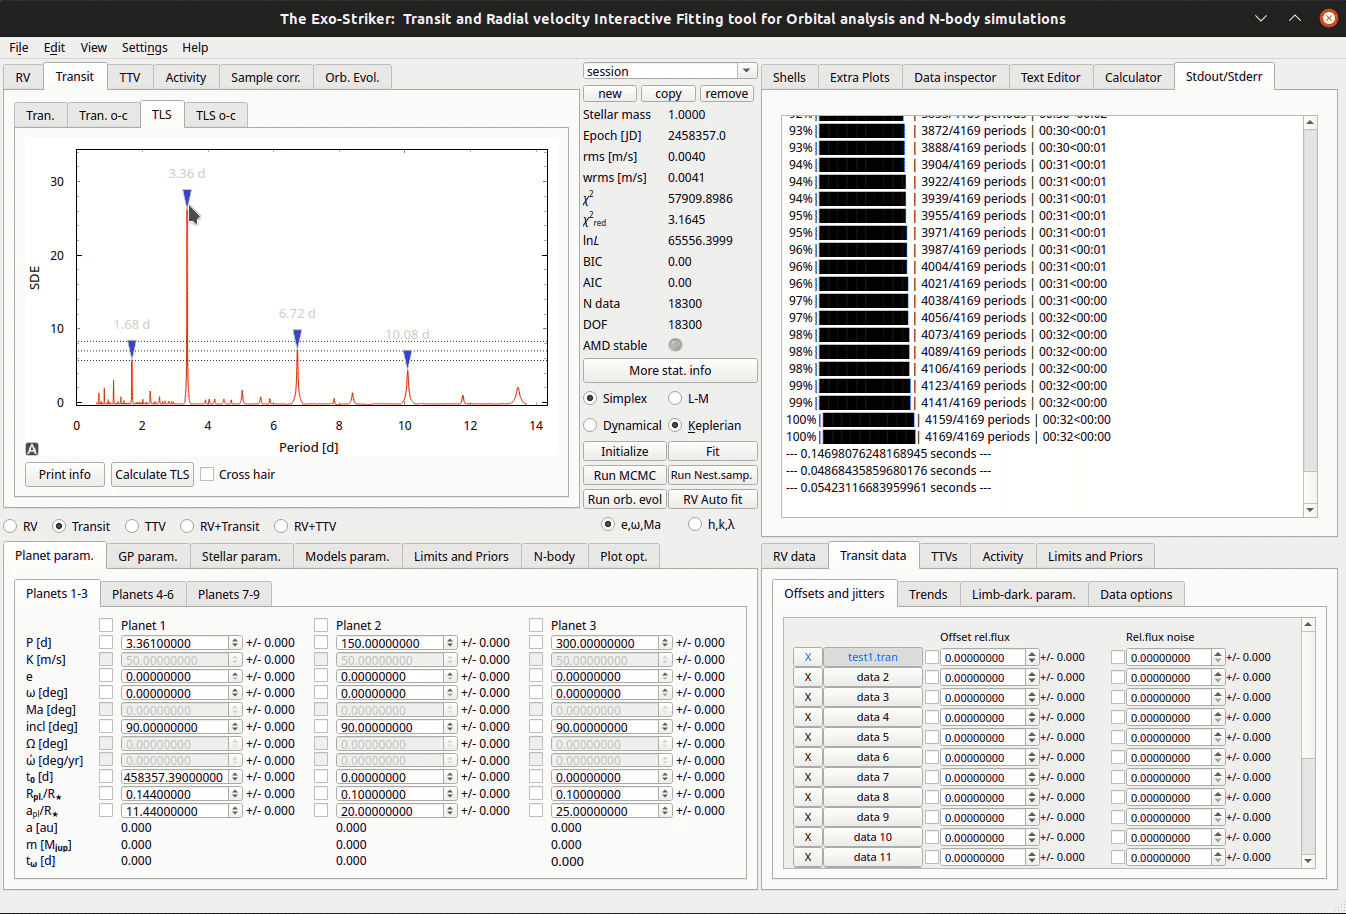 The Exo-Striker: Transit and Radial velocity Interactive Fitting tool for Orbital analysis and N-body simulations
File Edit View Settings Help
RV Transit TTV Activity Sample corr. Orb. Evol.
Tran. Tran. o-c TLS TLS o-c
3.36 d
1.68 d
6.72 d
10.08 d
SDE
30
20
10
0
0 2 4 6 8 10 12 14
Period [d]
A
Print info Calculate TLS Cross hair
session
new copy remove
Stellar mass 1.0000
Epoch [JD] 2458357.0
rms [m/s] 0.0040
wrms [m/s] 0.0041
χ² 57909.8986
χ²red 3.1645
lnL 65556.3999
BIC 0.00
AIC 0.00
N data 18300
DOF 18300
AMD stable
More stat. info
Simplex L-M
Dynamical Keplerian
Initialize Fit
Run MCMC Run Nest.samp.
Run orb. evol RV Auto fit
e,ω,Ma h,k,λ
Shells Extra Plots Data inspector Text Editor Calculator Stdout/Stderr
93%| | 3872/4169 periods | 00:30<00:01
93%| | 3888/4169 periods | 00:30<00:01
94%| | 3904/4169 periods | 00:31<00:01
94%| | 3922/4169 periods | 00:31<00:01
94%| | 3939/4169 periods | 00:31<00:01
95%| | 3955/4169 periods | 00:31<00:01
95%| | 3971/4169 periods | 00:31<00:01
96%| | 3987/4169 periods | 00:31<00:01
96%| | 4004/4169 periods | 00:31<00:01
96%| | 4021/4169 periods | 00:31<00:00
97%| | 4038/4169 periods | 00:31<00:00
97%| | 4056/4169 periods | 00:32<00:00
98%| | 4073/4169 periods | 00:32<00:00
98%| | 4089/4169 periods | 00:32<00:00
98%| | 4106/4169 periods | 00:32<00:00
99%| | 4123/4169 periods | 00:32<00:00
99%| | 4141/4169 periods | 00:32<00:00
100%| | 4159/4169 periods | 00:32<00:00
100%| | 4169/4169 periods | 00:32<00:00
--- 0.14698076248168945 seconds ---
--- 0.04868435859680176 seconds ---
--- 0.05423116683959961 seconds ---
RV Transit TTV RV+Transit RV+TTV
Planet param. GP param. Stellar param. Models param. Limits and Priors N-body Plot opt.
Planets 1-3 Planets 4-6 Planets 7-9
Planet 1 Planet 2 Planet 3
P [d] 3.36100000 +/- 0.000 150.00000000 +/- 0.000 300.00000000 +/- 0.000
K [m/s] 50.00000000 +/- 0.000 50.00000000 +/- 0.000 50.00000000 +/- 0.000
e 0.00000000 +/- 0.000 0.00000000 +/- 0.000 0.00000000 +/- 0.000
ω [deg] 0.00000000 +/- 0.000 0.00000000 +/- 0.000 0.00000000 +/- 0.000
Ma [deg] 0.00000000 +/- 0.000 0.00000000 +/- 0.000 0.00000000 +/- 0.000
incl [deg] 90.00000000 +/- 0.000 90.00000000 +/- 0.000 90.00000000 +/- 0.000
Ω [deg] 0.00000000 +/- 0.000 0.00000000 +/- 0.000 0.00000000 +/- 0.000
ώ [deg/yr] 0.00000000 +/- 0.000 0.00000000 +/- 0.000 0.00000000 +/- 0.000
t0 [d] 458357.39000000 +/- 0.000 0.00000000 +/- 0.000 0.00000000 +/- 0.000
Rpl./R★ 0.14400000 +/- 0.000 0.10000000 +/- 0.000 0.10000000 +/- 0.000
apl/R★ 11.44000000 +/- 0.000 20.00000000 +/- 0.000 25.00000000 +/- 0.000
a [au] 0.000 0.000 0.000
m [Mjup] 0.000 0.000 0.000
tω [d] 0.000 0.000 0.000
RV data Transit data TTVs Activity Limits and Priors
Offsets and jitters Trends Limb-dark. param. Data options
Offset rel.flux Rel.flux noise
X test1.tran 0.00000000 +/- 0.000 0.00000000 +/- 0.000
X data 2 0.00000000 +/- 0.000 0.00000000 +/- 0.000
X data 3 0.00000000 +/- 0.000 0.00000000 +/- 0.000
X data 4 0.00000000 +/- 0.000 0.00000000 +/- 0.000
X data 5 0.00000000 +/- 0.000 0.00000000 +/- 0.000
X data 6 0.00000000 +/- 0.000 0.00000000 +/- 0.000
X data 7 0.00000000 +/- 0.000 0.00000000 +/- 0.000
X data 8 0.00000000 +/- 0.000 0.00000000 +/- 0.000
X data 9 0.00000000 +/- 0.000 0.00000000 +/- 0.000
X data 10 0.00000000 +/- 0.000 0.00000000 +/- 0.000
X data 11 0.00000000 +/- 0.000 0.00000000 +/- 0.000